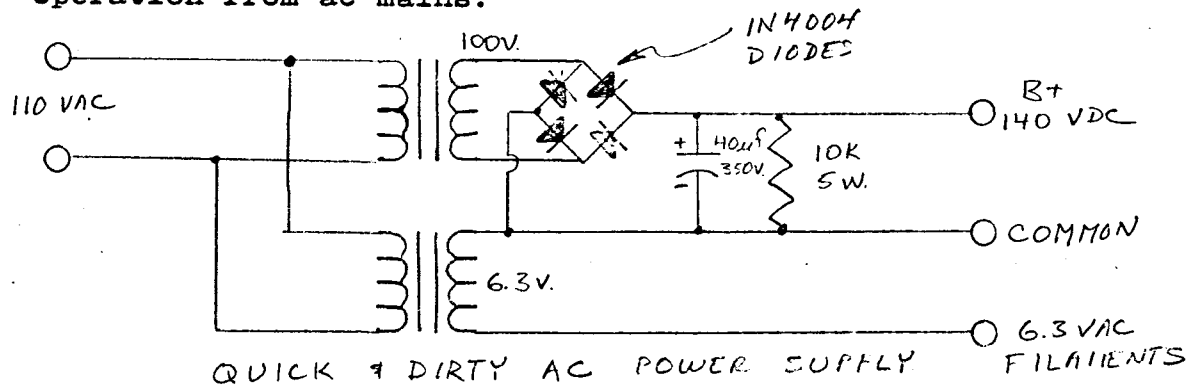 operation from ac mains.
1N4004
DIODES
100V.
110 VAC
B+
140 VDC
+ 40µf
350V.
-
10K
5W.
COMMON
6.3V.
6.3 VAC
FILAMENTS
QUICK & DIRTY AC POWER SUPPLY